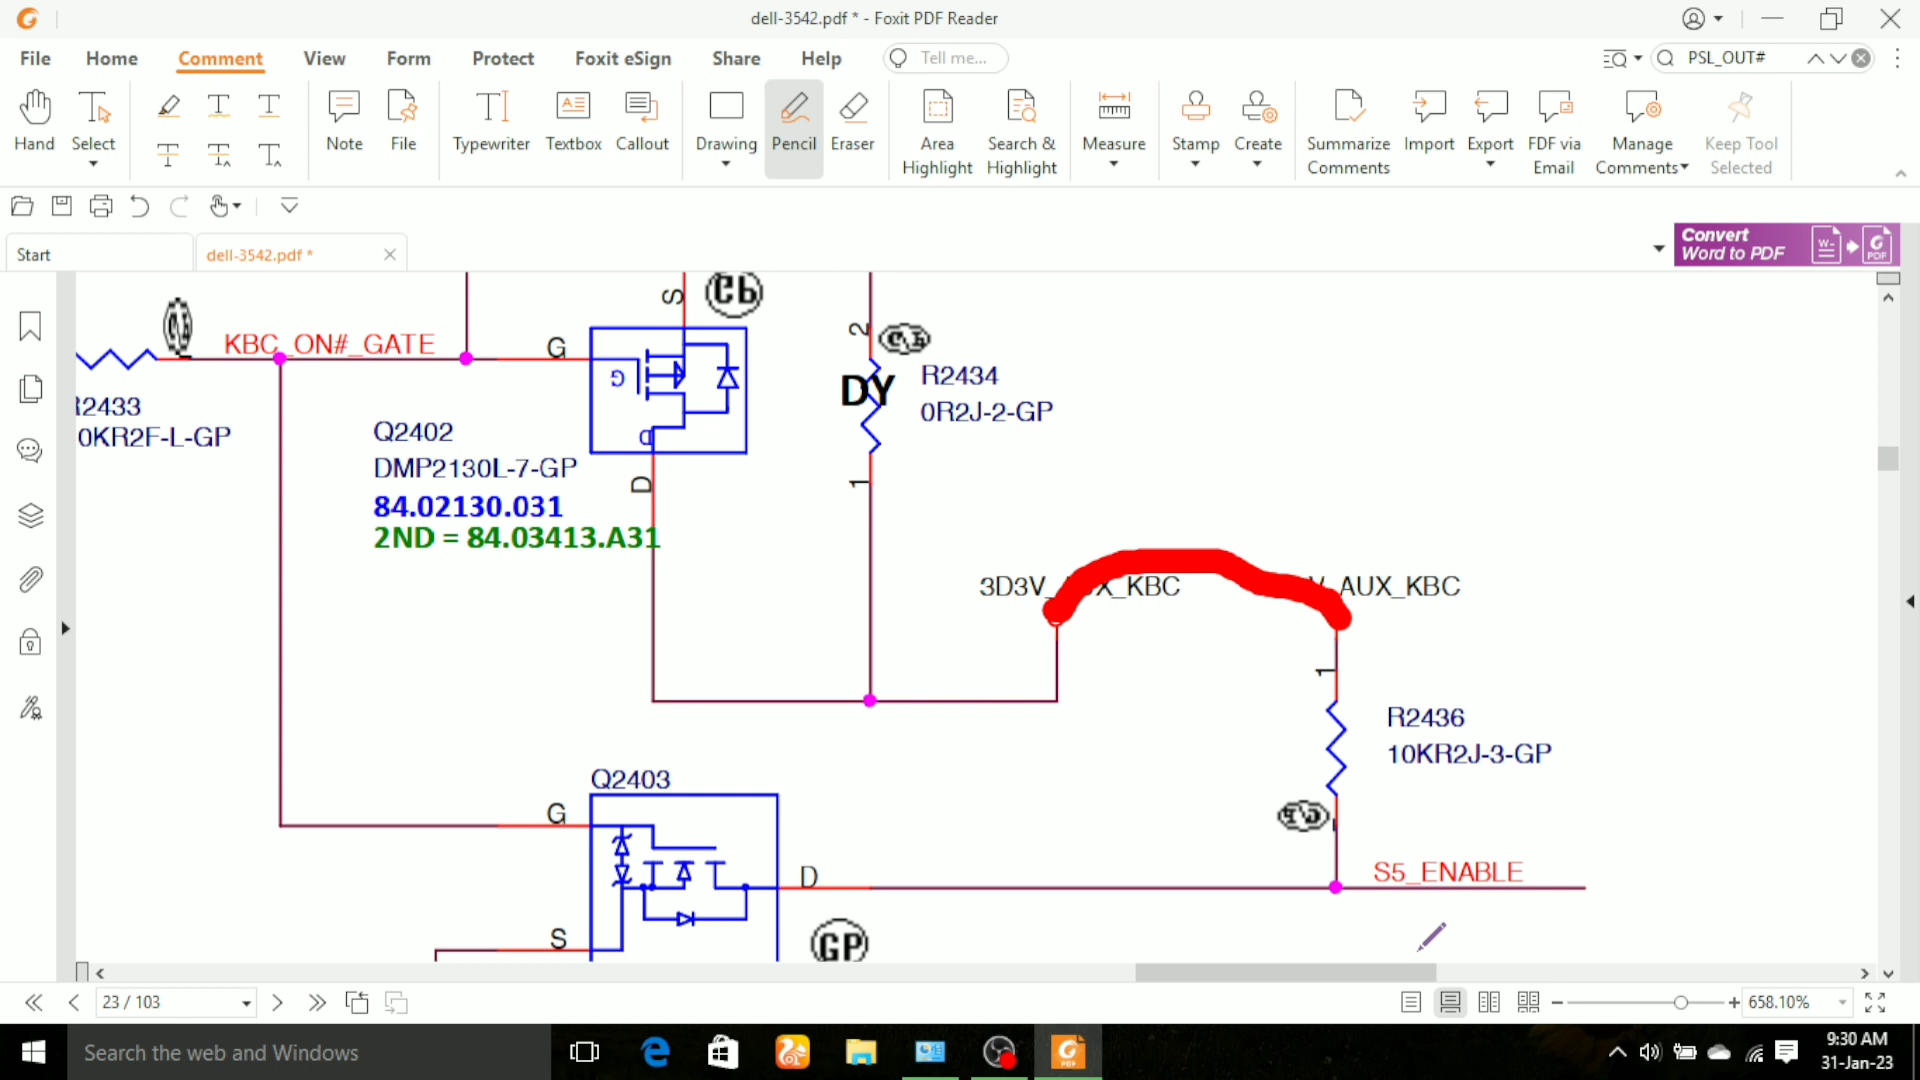 dell-3542.pdf * - Foxit PDF Reader
File Home Comment View Form Protect Foxit eSign Share Help Tell me... PSL_OUT#
Hand Select Note File Typewriter Textbox Callout Drawing Pencil Eraser Area Highlight Search & Highlight Measure Stamp Create Summarize Comments Import Export FDF via Email Manage Comments Keep Tool Selected
Start dell-3542.pdf * Convert Word to PDF
S
KBC_ON#_GATE G
2
G
DY
R2434
0R2J-2-GP
R2433
0KR2F-L-GP
Q2402
DMP2130L-7-GP
D
D
1
84.02130.031
2ND = 84.03413.A31
3D3V_AUX_KBC V_AUX_KBC
1
R2436
10KR2J-3-GP
Q2403
G
D
S5_ENABLE
S
GP
23 / 103 658.10%
Search the web and Windows
9:30 AM
31-Jan-23